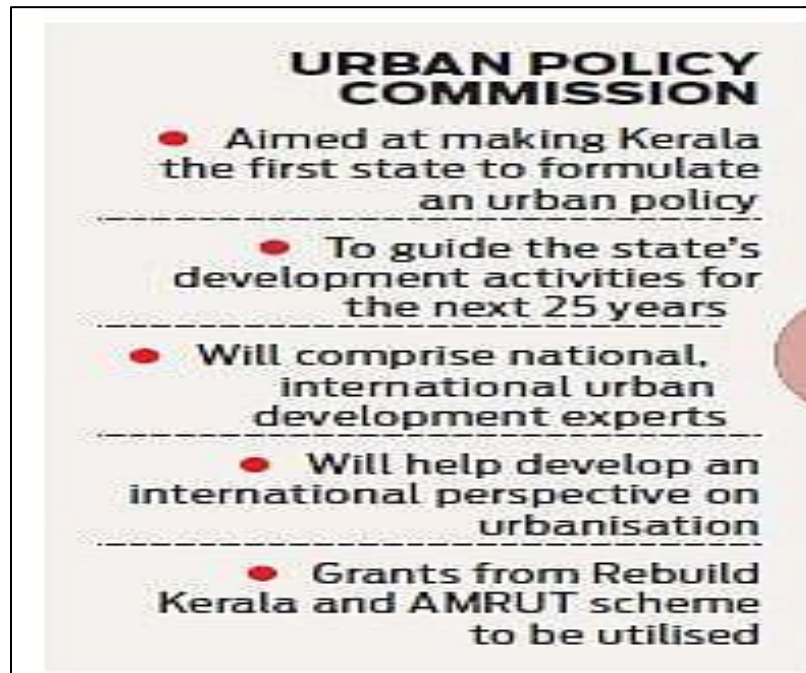 URBAN POLICY
COMMISSION
• Aimed at making Kerala
the first state to formulate
an urban policy
• To guide the state's
development activities for
the next 25 years
• Will comprise national,
international urban
development experts
• Will help develop an
international perspective on
urbanisation
• Grants from Rebuild
Kerala and AMRUT scheme
to be utilised